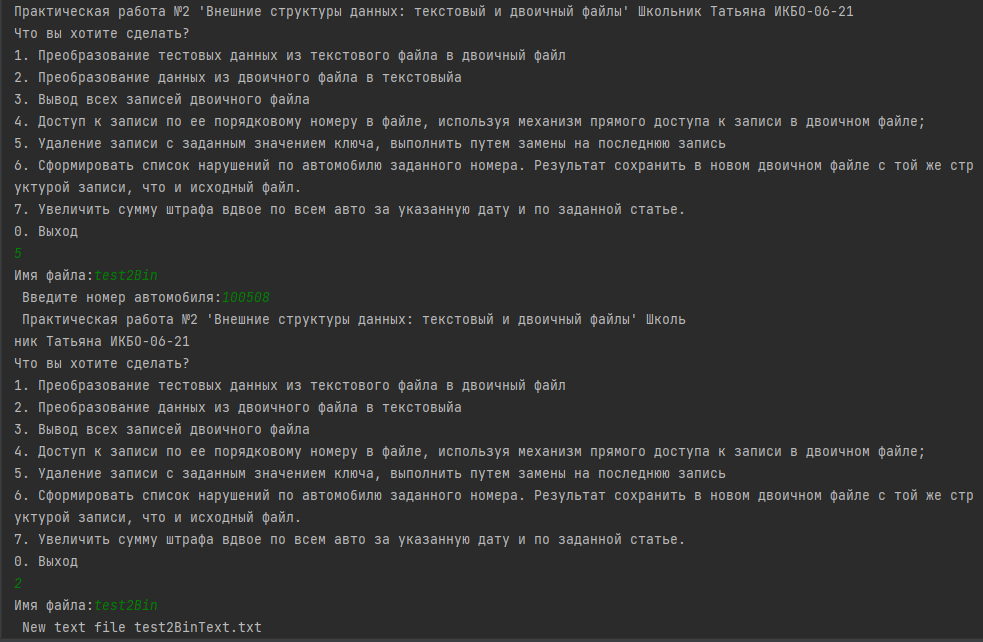 Практическая работа №2 'Внешние структуры данных: текстовый и двоичный файлы' Школьник Татьяна ИКБО-06-21
Что вы хотите сделать?
1. Преобразование тестовых данных из текстового файла в двоичный файл
2. Преобразование данных из двоичного файла в текстовыйа
3. Вывод всех записей двоичного файла
4. Доступ к записи по ее порядковому номеру в файле, используя механизм прямого доступа к записи в двоичном файле;
5. Удаление записи с заданным значением ключа, выполнить путем замены на последнюю запись
6. Сформировать список нарушений по автомобилю заданного номера. Результат сохранить в новом двоичном файле с той же стр
уктурой записи, что и исходный файл.
7. Увеличить сумму штрафа вдвое по всем авто за указанную дату и по заданной статье.
0. Выход
5
Имя файла:test2Bin
Введите номер автомобиля:100508
Практическая работа №2 'Внешние структуры данных: текстовый и двоичный файлы' Школь
ник Татьяна ИКБО-06-21
Что вы хотите сделать?
1. Преобразование тестовых данных из текстового файла в двоичный файл
2. Преобразование данных из двоичного файла в текстовыйа
3. Вывод всех записей двоичного файла
4. Доступ к записи по ее порядковому номеру в файле, используя механизм прямого доступа к записи в двоичном файле;
5. Удаление записи с заданным значением ключа, выполнить путем замены на последнюю запись
6. Сформировать список нарушений по автомобилю заданного номера. Результат сохранить в новом двоичном файле с той же стр
уктурой записи, что и исходный файл.
7. Увеличить сумму штрафа вдвое по всем авто за указанную дату и по заданной статье.
0. Выход
2
Имя файла:test2Bin
New text file test2BinText.txt